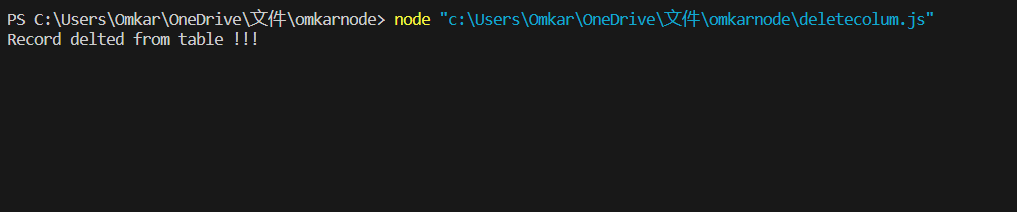 PS C:\Users\Omkar\OneDrive\文件\omkarnode> node "c:\Users\Omkar\OneDrive\文件\omkarnode\deletecolum.js"
Record delted from table !!!